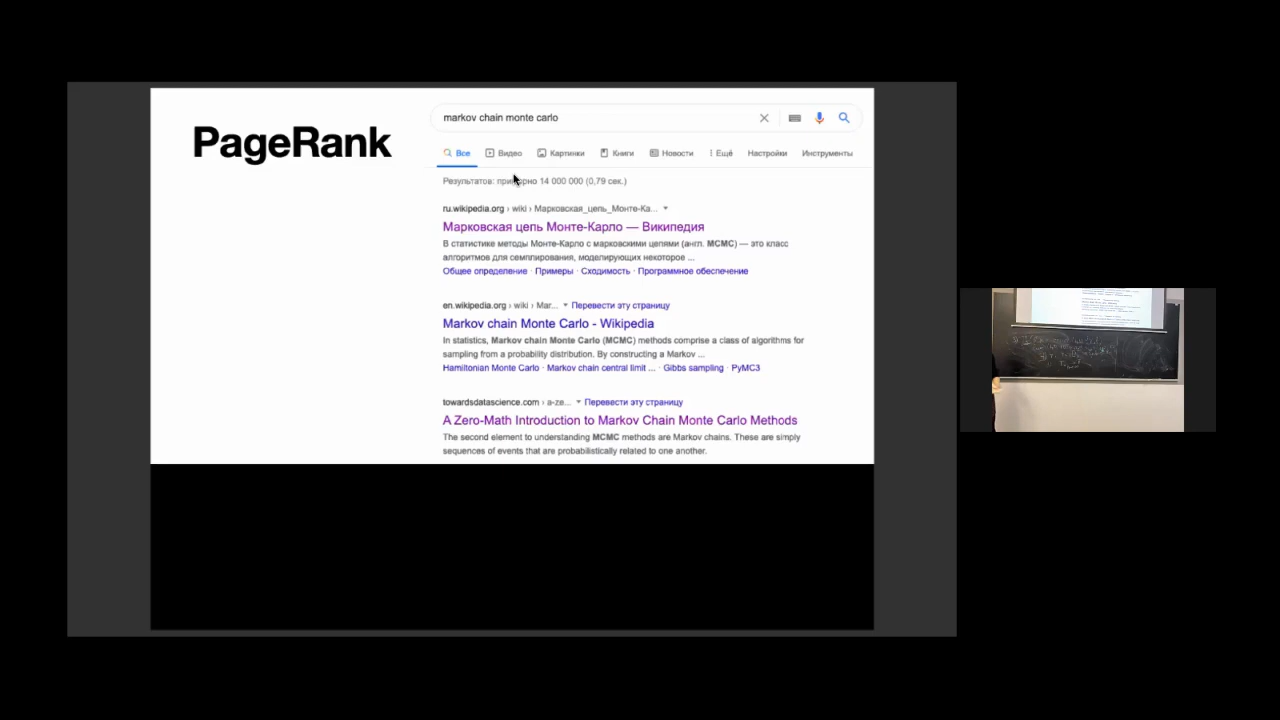 PageRank
markov chain monte carlo
Все Видео Картинки Книги Новости Ещё Настройки Инструменты
Результатов: примерно 14 000 000 (0,79 сек.)
ru.wikipedia.org › wiki › Марковская_цепь_Монте-Ка...
Марковская цепь Монте-Карло — Википедия
В статистике методы Монте-Карло с марковскими цепями (англ. MCMC) — это класс
алгоритмов для семплирования, моделирующих некоторое ...
Общее определение · Примеры · Сходимость · Программное обеспечение
en.wikipedia.org › wiki › Mar... Перевести эту страницу
Markov chain Monte Carlo - Wikipedia
In statistics, Markov chain Monte Carlo (MCMC) methods comprise a class of algorithms for
sampling from a probability distribution. By constructing a Markov ...
Hamiltonian Monte Carlo · Markov chain central limit ... · Gibbs sampling · PyMC3
towardsdatascience.com › a-ze... Перевести эту страницу
A Zero-Math Introduction to Markov Chain Monte Carlo Methods
The second element to understanding MCMC methods are Markov chains. These are simply
sequences of events that are probabilistically related to one another.